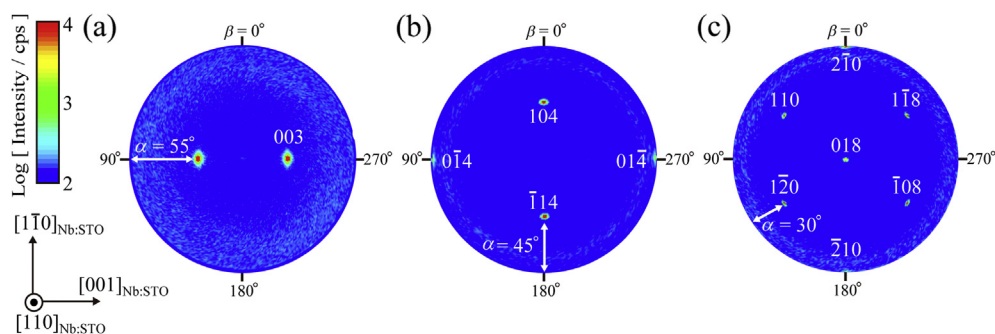 Log [ Intensity / cps ]
4
3
2
[11̄0]Nb:STO
[001]Nb:STO
[110]Nb:STO
(a)
β = 0°
90°
270°
180°
α = 55°
003
(b)
β = 0°
90°
270°
180°
104
01̄4
014̄
1̄14
α = 45°
(c)
β = 0°
90°
270°
180°
21̄0
110
11̄8
018
12̄0
1̄08
α = 30°
2̄10